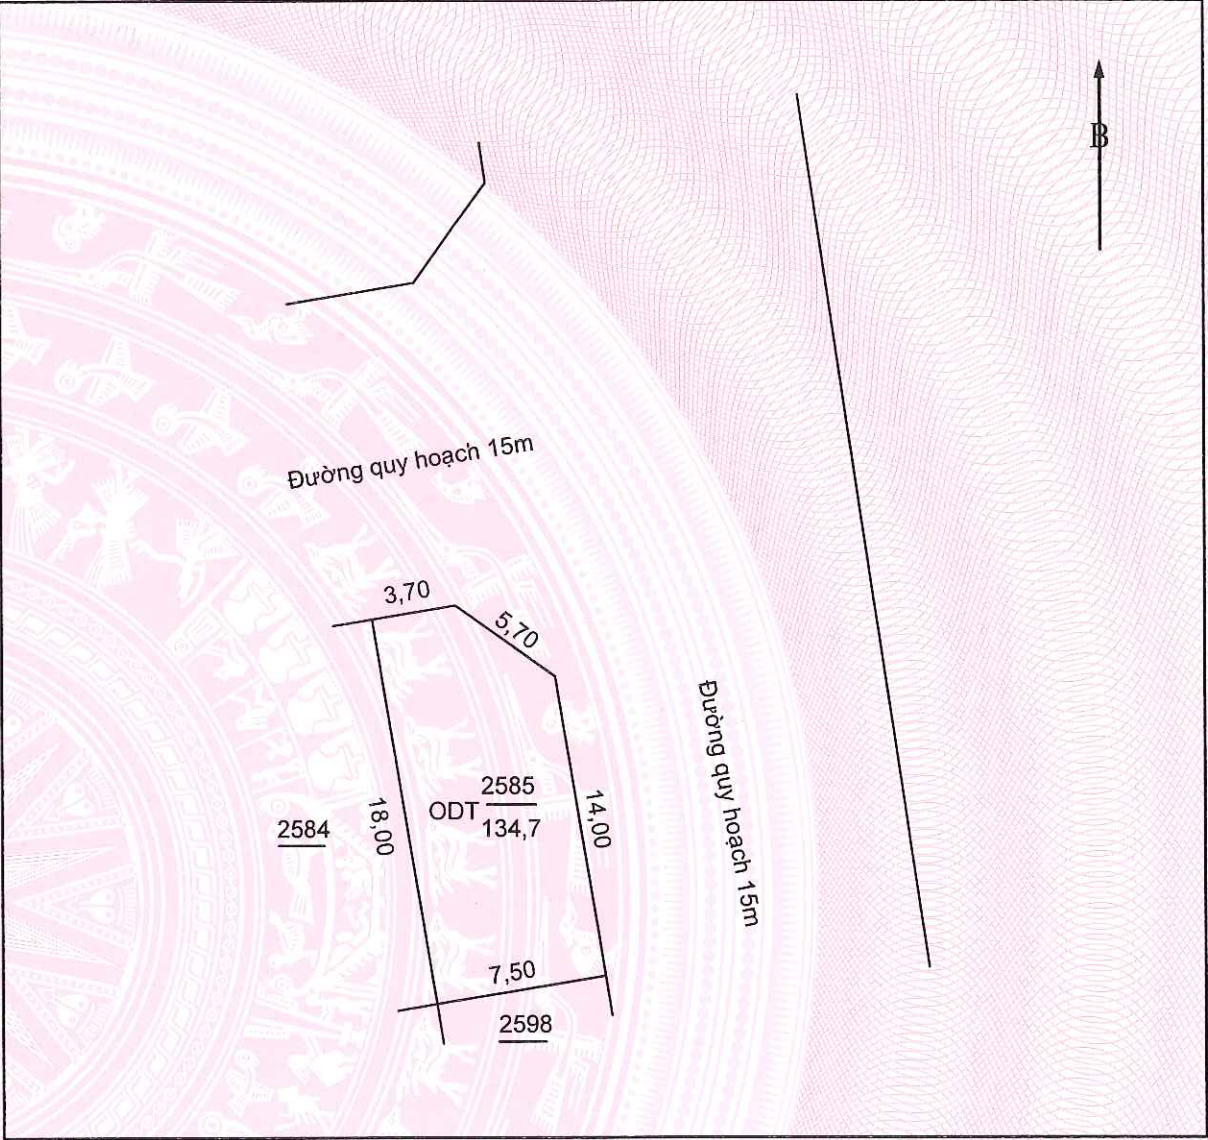 B
Đường quy hoạch 15m
3,70
5,70
Đường quy hoạch 15m
2584
18,00
ODT
2585
134,7
14,00
7,50
2598